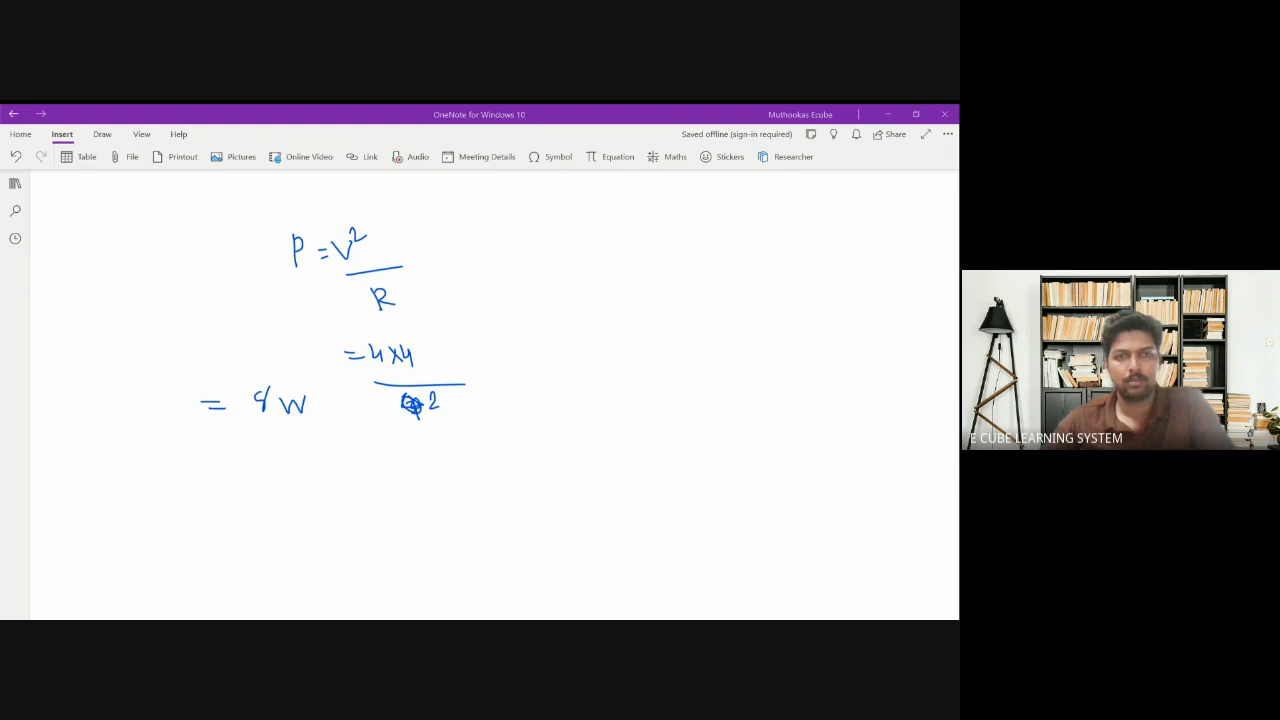 OneNote for Windows 10
Muthookas Ecube
Home Insert Draw View Help
Saved offline (sign-in required)
Share
Table File Printout Pictures Online Video Link Audio Meeting Details Symbol Equation Maths Stickers Researcher
P = V²
R
= 4×4
2
= 8 W
E CUBE LEARNING SYSTEM